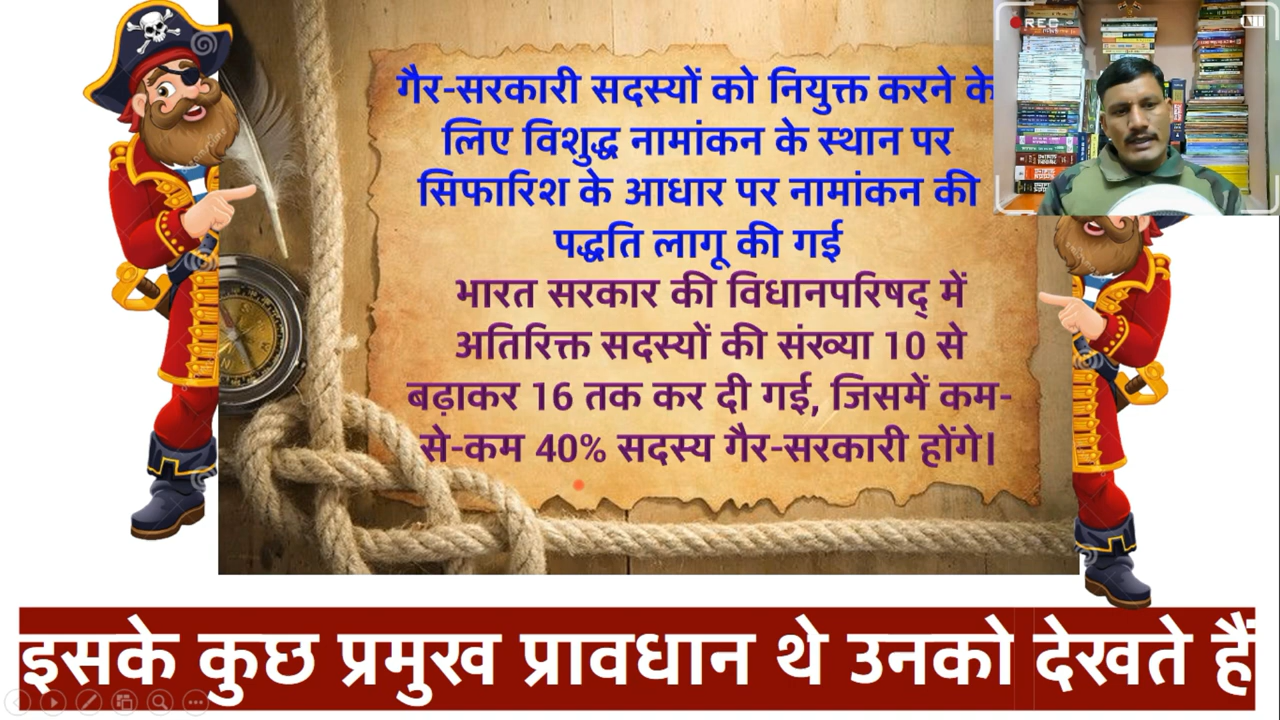 गैर-सरकारी सदस्यों को नियुक्त करने के
लिए विशुद्ध नामांकन के स्थान पर
सिफारिश के आधार पर नामांकन की
पद्धति लागू की गई
भारत सरकार की विधानपरिषद् में
अतिरिक्त सदस्यों की संख्या 10 से
बढ़ाकर 16 तक कर दी गई, जिसमें कम-
से-कम 40% सदस्य गैर-सरकारी होंगे।
REC
इसके कुछ प्रमुख प्रावधान थे उनको देखते हैं